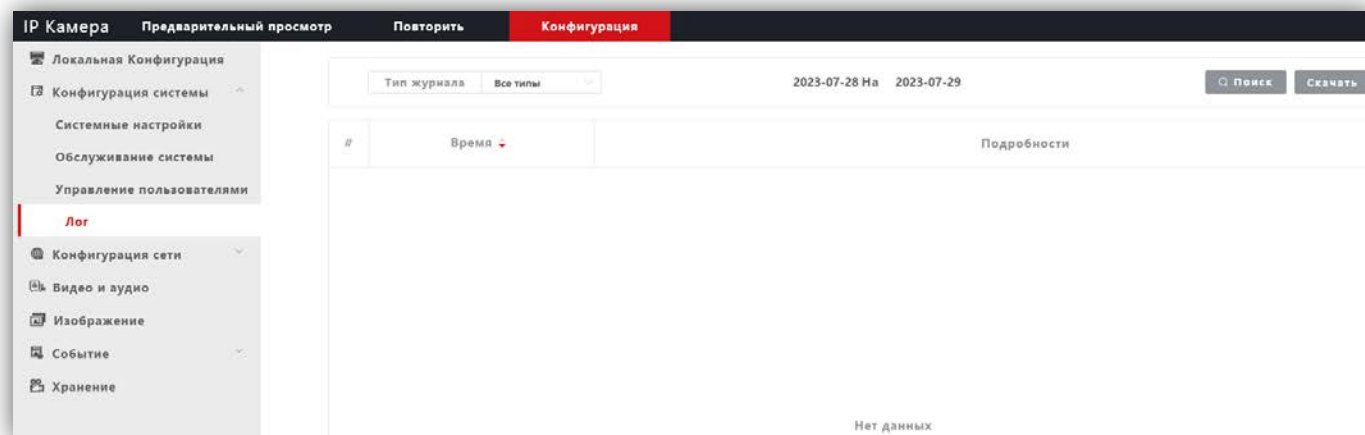 IP Камера Предварительный просмотр Повторить Конфигурация
Локальная Конфигурация
Конфигурация системы
Системные настройки
Обслуживание системы
Управление пользователями
Лог
Конфигурация сети
Видео и аудио
Изображение
Событие
Хранение
Тип журнала Все типы 2023-07-28 На 2023-07-29 Поиск Скачать
# Время Подробности
Нет данных